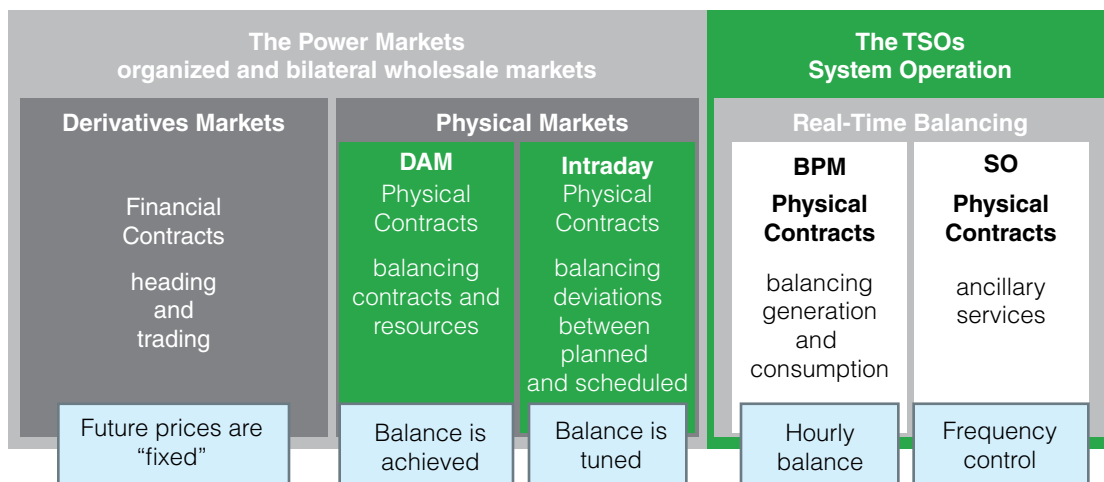 The Power Markets
organized and bilateral wholesale markets
The TSOs
System Operation
Derivatives Markets
Physical Markets
Real-Time Balancing
Financial
Contracts
heading
and
trading
DAM
Physical
Contracts
balancing
contracts and
resources
Intraday
Physical
Contracts
balancing
deviations
between
planned
and scheduled
BPM
Physical
Contracts
balancing
generation
and
consumption
SO
Physical
Contracts
ancillary
services
Future prices are
“fixed”
Balance is
achieved
Balance is
tuned
Hourly
balance
Frequency
control